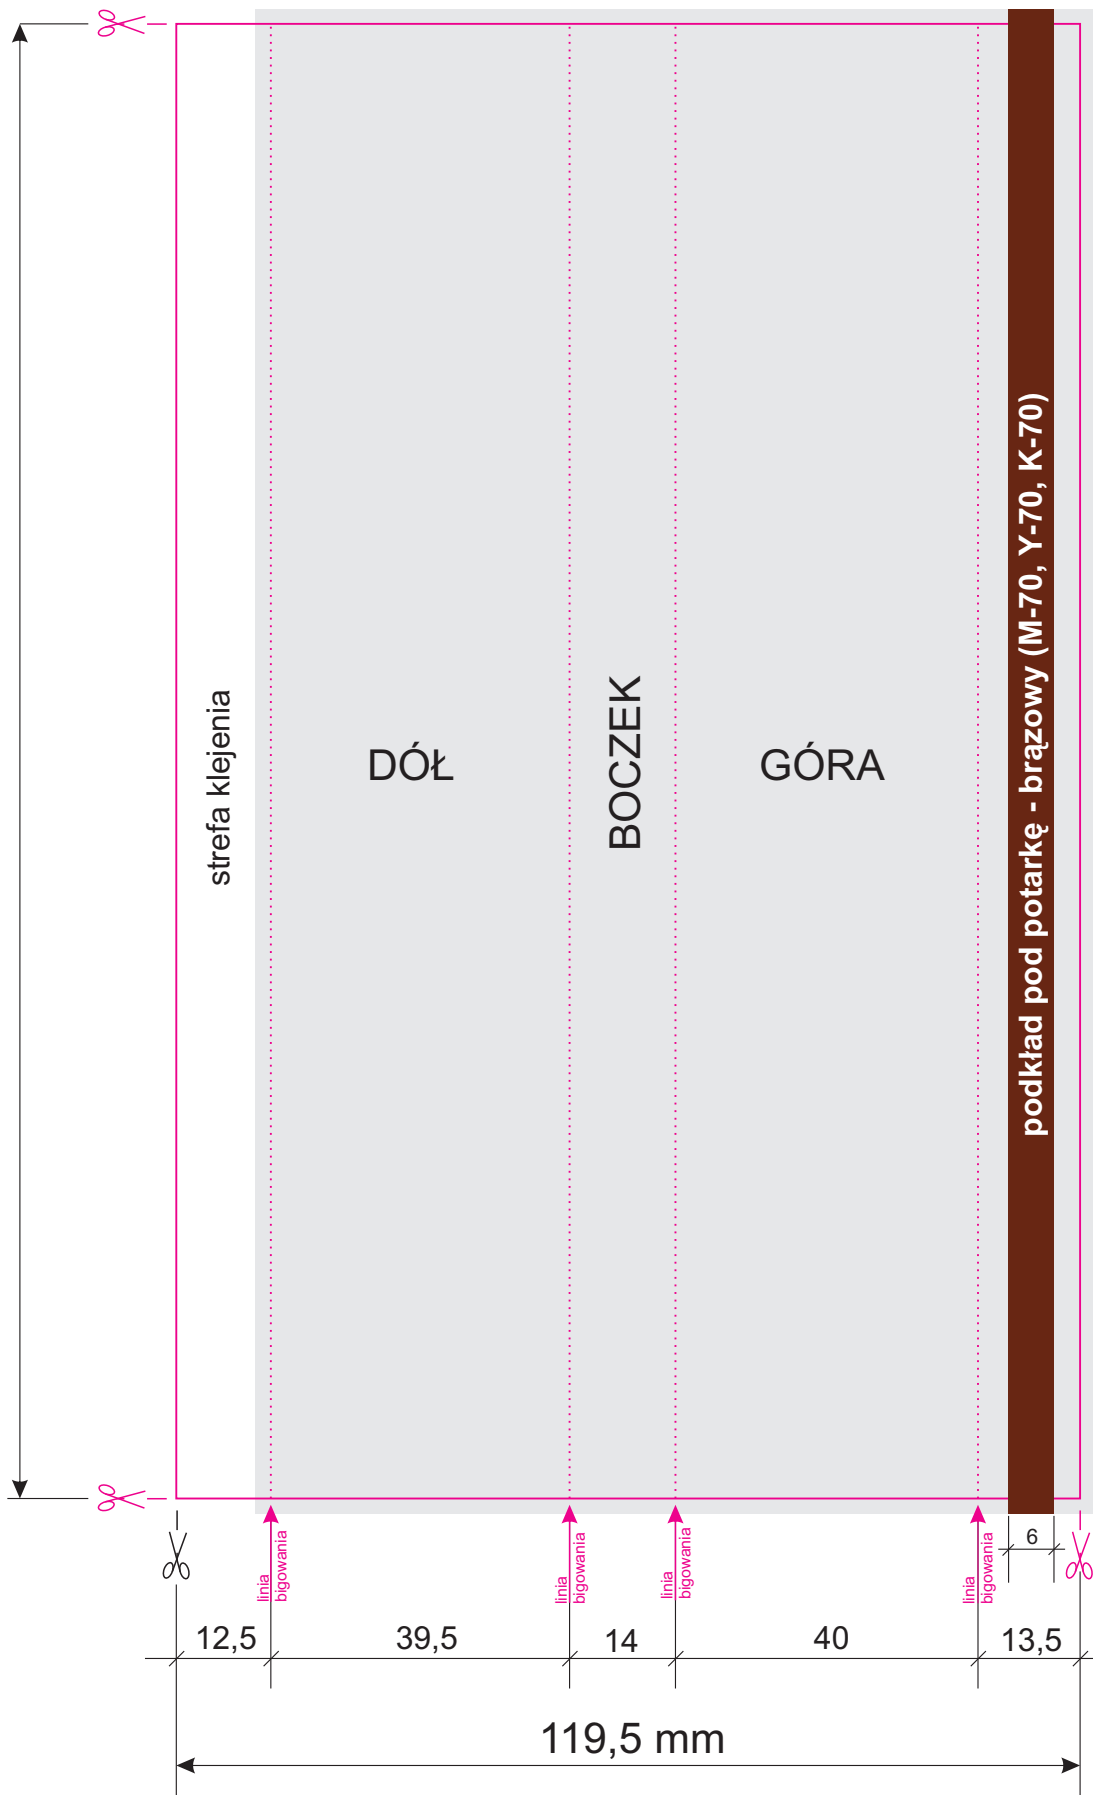 strefa klejenia
DÓŁ
BOCZEK
GÓRA
podkład pod potarkę - brązowy (M-70, Y-70, K-70)
linia
bigowania
linia
bigowania
linia
bigowania
linia
bigowania
6
12,5
39,5
14
40
13,5
119,5 mm